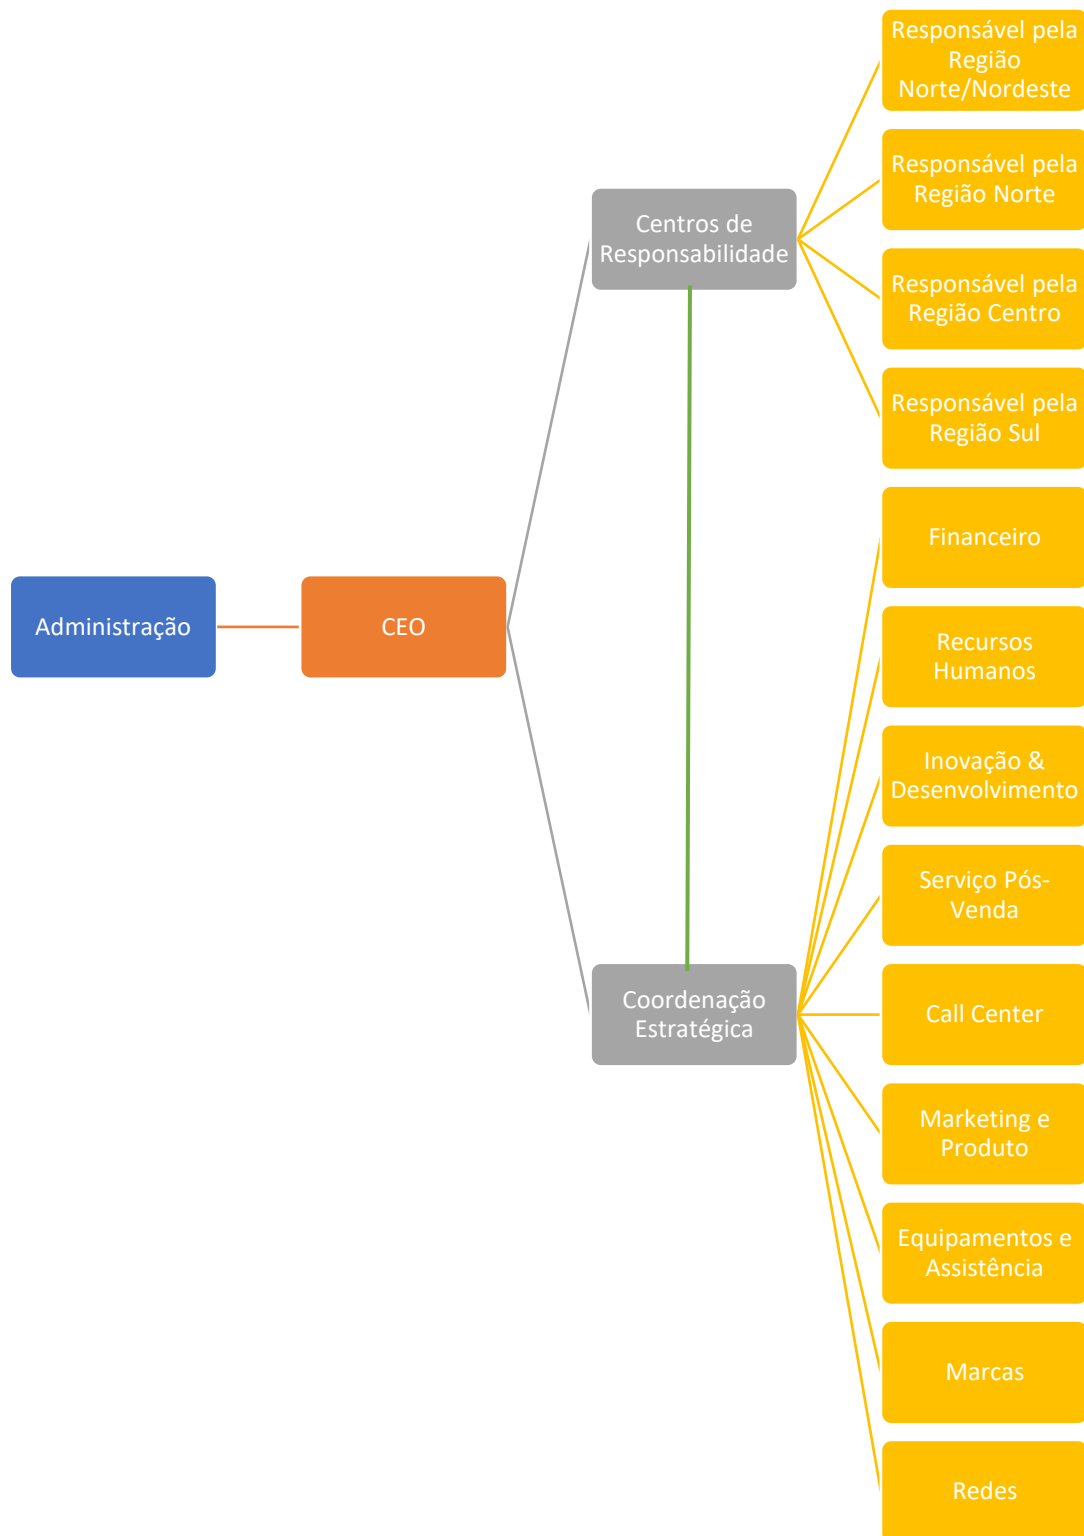 Responsável pela
Região
Norte/Nordeste
Responsável pela
Região Norte
Centros de
Responsabilidade
Responsável pela
Região Centro
Responsável pela
Região Sul
Financeiro
Administração
CEO
Recursos
Humanos
Inovação &
Desenvolvimento
Serviço Pós-
Venda
Coordenação
Estratégica
Call Center
Marketing e
Produto
Equipamentos e
Assistência
Marcas
Redes